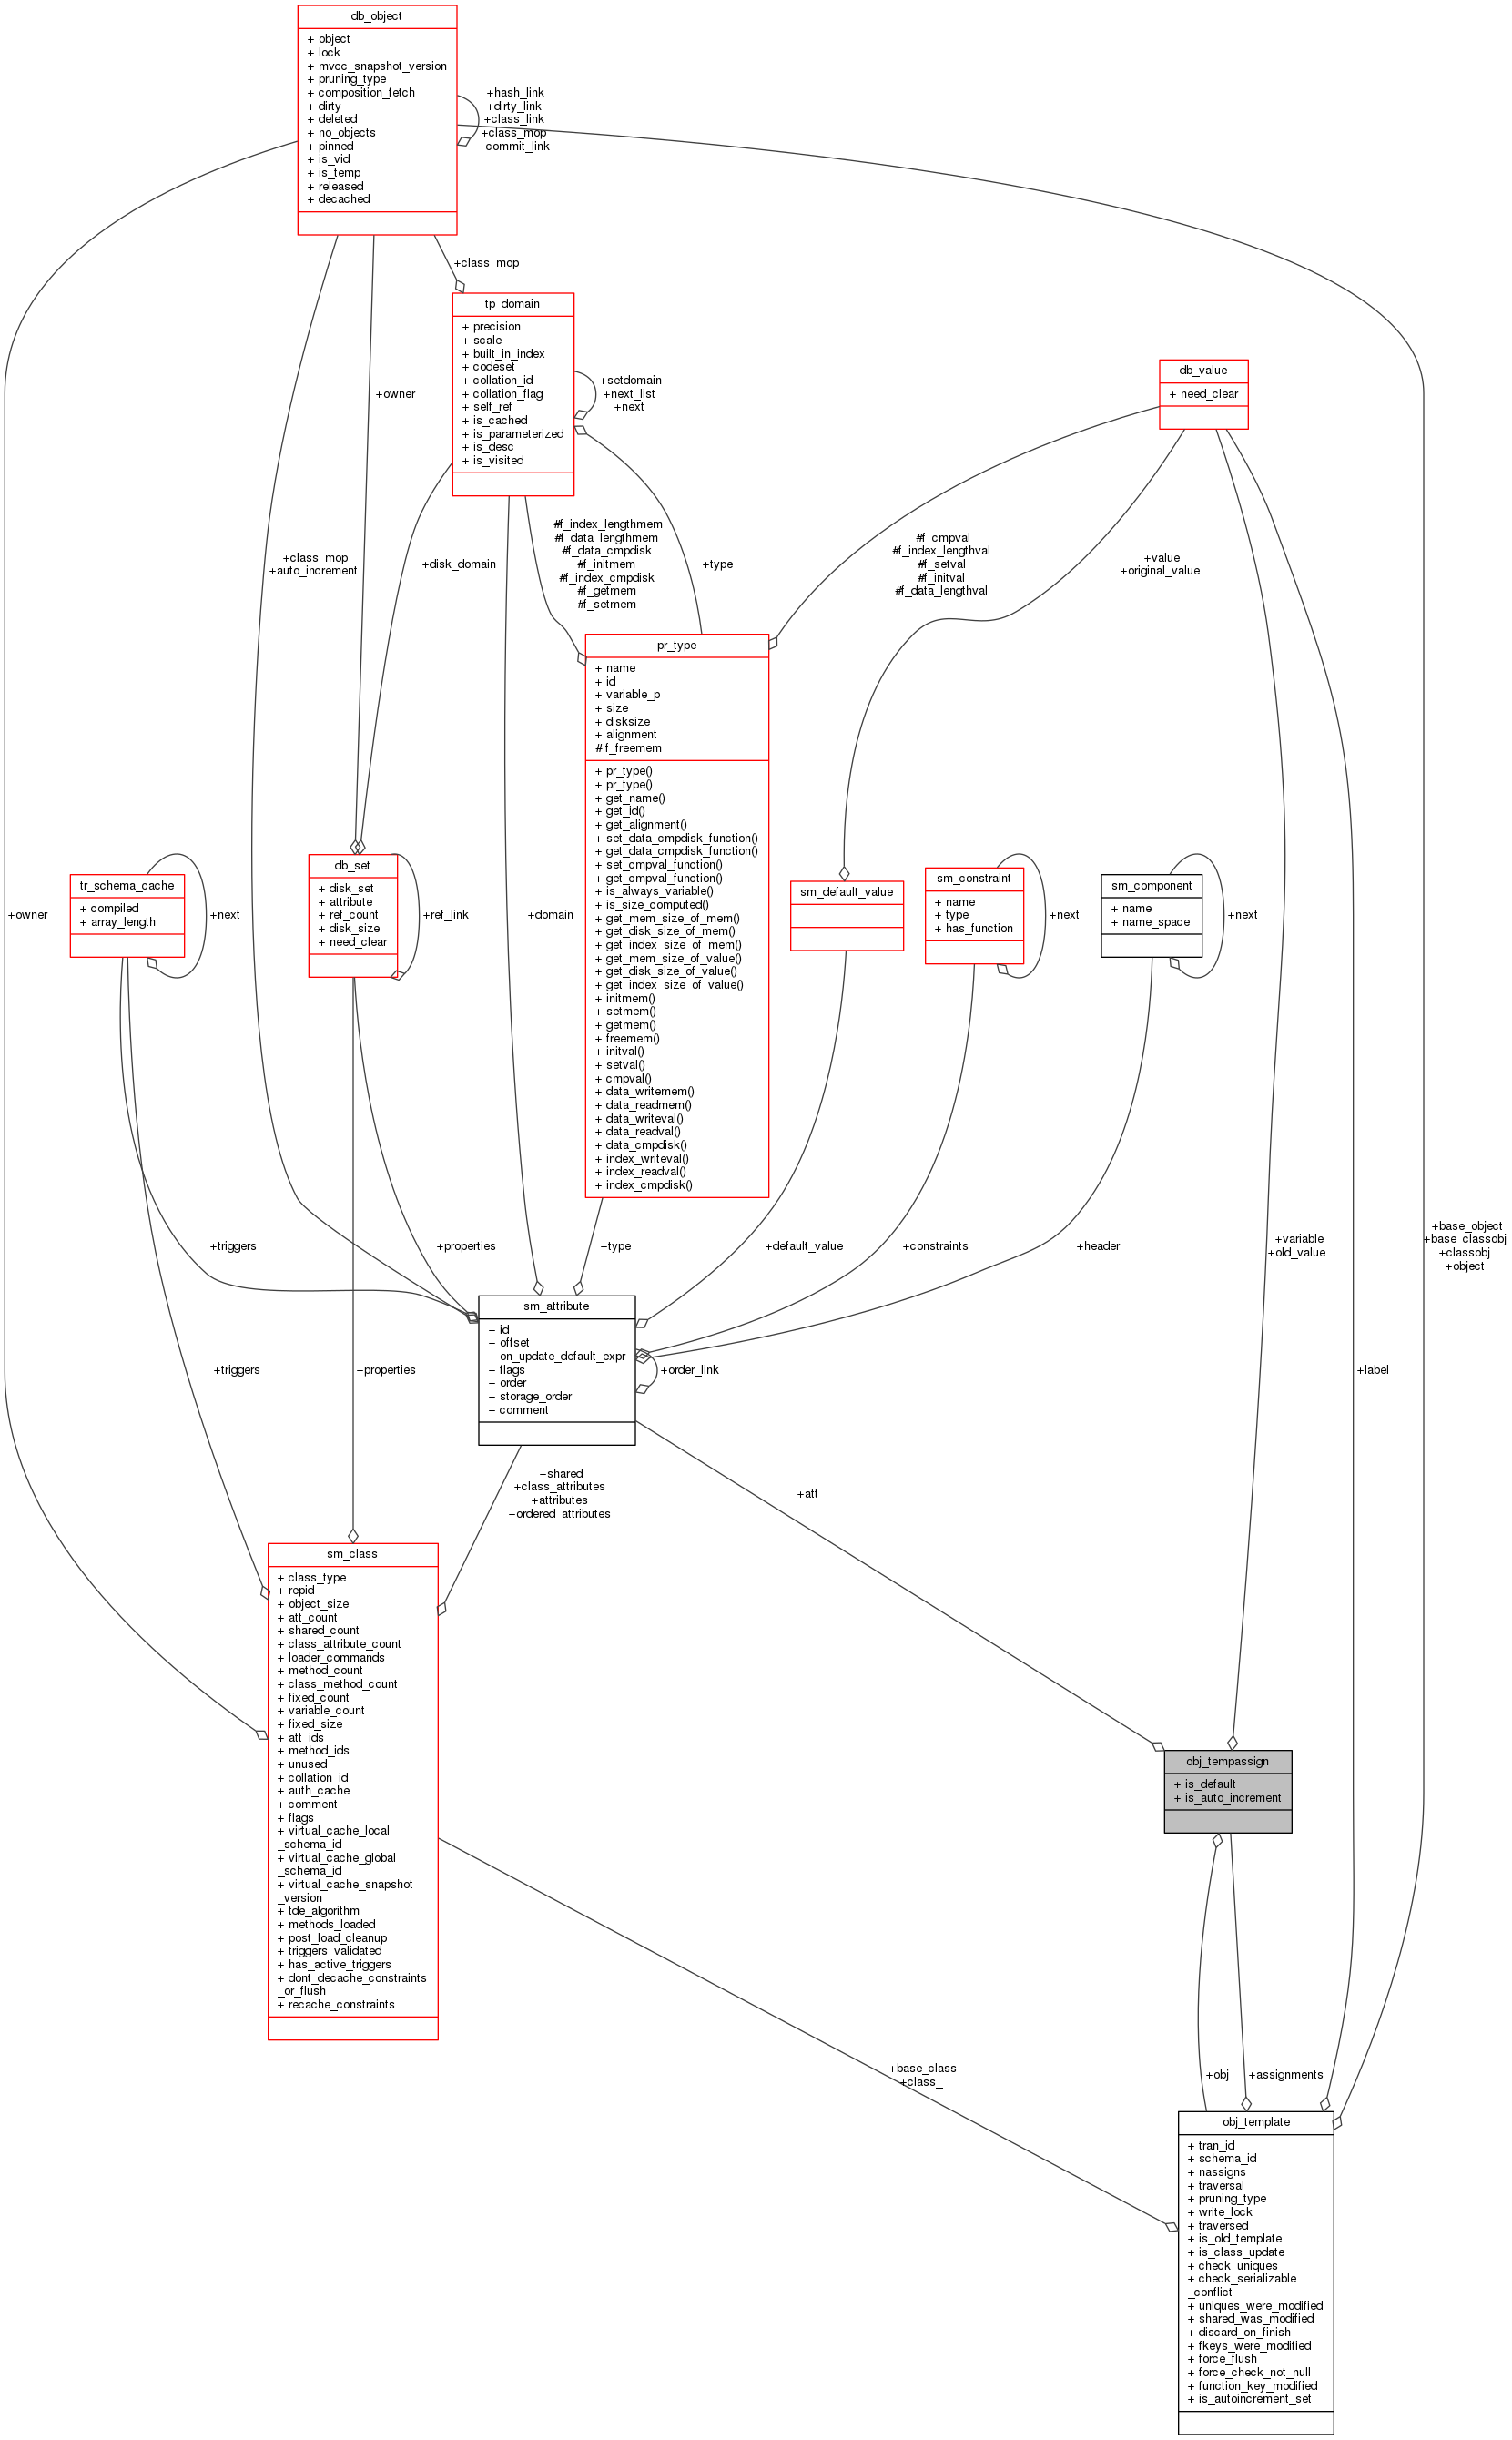 db_object
+ object
+ lock
+ mvcc_snapshot_version
+ pruning_type
+ composition_fetch
+ dirty
+ deleted
+ no_objects
+ pinned
+ is_vid
+ is_temp
+ released
+ decached
+hash_link
+dirty_link
+class_link
+class_mop
+commit_link
+class_mop
tp_domain
+ precision
+ scale
+ built_in_index
+ codeset
+ collation_id
+ collation_flag
+ self_ref
+ is_cached
+ is_parameterized
+ is_desc
+ is_visited
+setdomain
+next_list
+next
db_value
+ need_clear
+owner
+class_mop
+auto_increment
+disk_domain
#f_index_lengthmem
#f_data_lengthmem
#f_data_cmpdisk
#f_initmem
#f_index_cmpdisk
#f_getmem
#f_setmem
+type
#f_cmpval
#f_index_lengthval
#f_setval
#f_initval
#f_data_lengthval
+value
+original_value
pr_type
+ name
+ id
+ variable_p
+ size
+ disksize
+ alignment
# f_freemem
+ pr_type()
+ pr_type()
+ get_name()
+ get_id()
+ get_alignment()
+ set_data_cmpdisk_function()
+ get_data_cmpdisk_function()
+ set_cmpval_function()
+ get_cmpval_function()
+ is_always_variable()
+ is_size_computed()
+ get_mem_size_of_mem()
+ get_disk_size_of_mem()
+ get_index_size_of_mem()
+ get_mem_size_of_value()
+ get_disk_size_of_value()
+ get_index_size_of_value()
+ initmem()
+ setmem()
+ getmem()
+ freemem()
+ initval()
+ setval()
+ cmpval()
+ data_writemem()
+ data_readmem()
+ data_writeval()
+ data_readval()
+ data_cmpdisk()
+ index_writeval()
+ index_readval()
+ index_cmpdisk()
+owner
tr_schema_cache
+ compiled
+ array_length
+next
db_set
+ disk_set
+ attribute
+ ref_count
+ disk_size
+ need_clear
+ref_link
+domain
sm_default_value
sm_constraint
+ name
+ type
+ has_function
+next
sm_component
+ name
+ name_space
+next
+triggers
+properties
+type
+default_value
+constraints
+header
+variable
+old_value
+base_object
+base_classobj
+classobj
+object
sm_attribute
+ id
+ offset
+ on_update_default_expr
+ flags
+ order
+ storage_order
+ comment
+order_link
+triggers
+properties
+label
+shared
+class_attributes
+attributes
+ordered_attributes
+att
sm_class
+ class_type
+ repid
+ object_size
+ att_count
+ shared_count
+ class_attribute_count
+ loader_commands
+ method_count
+ class_method_count
+ fixed_count
+ variable_count
+ fixed_size
+ att_ids
+ method_ids
+ unused
+ collation_id
+ auth_cache
+ comment
+ flags
+ virtual_cache_local
_schema_id
+ virtual_cache_global
_schema_id
+ virtual_cache_snapshot
_version
+ tde_algorithm
+ methods_loaded
+ post_load_cleanup
+ triggers_validated
+ has_active_triggers
+ dont_decache_constraints
_or_flush
+ recache_constraints
obj_tempassign
+ is_default
+ is_auto_increment
+base_class
+class_
+obj
+assignments
obj_template
+ tran_id
+ schema_id
+ nassigns
+ traversal
+ pruning_type
+ write_lock
+ traversed
+ is_old_template
+ is_class_update
+ check_uniques
+ check_serializable
_conflict
+ uniques_were_modified
+ shared_was_modified
+ discard_on_finish
+ fkeys_were_modified
+ force_flush
+ force_check_not_null
+ function_key_modified
+ is_autoincrement_set